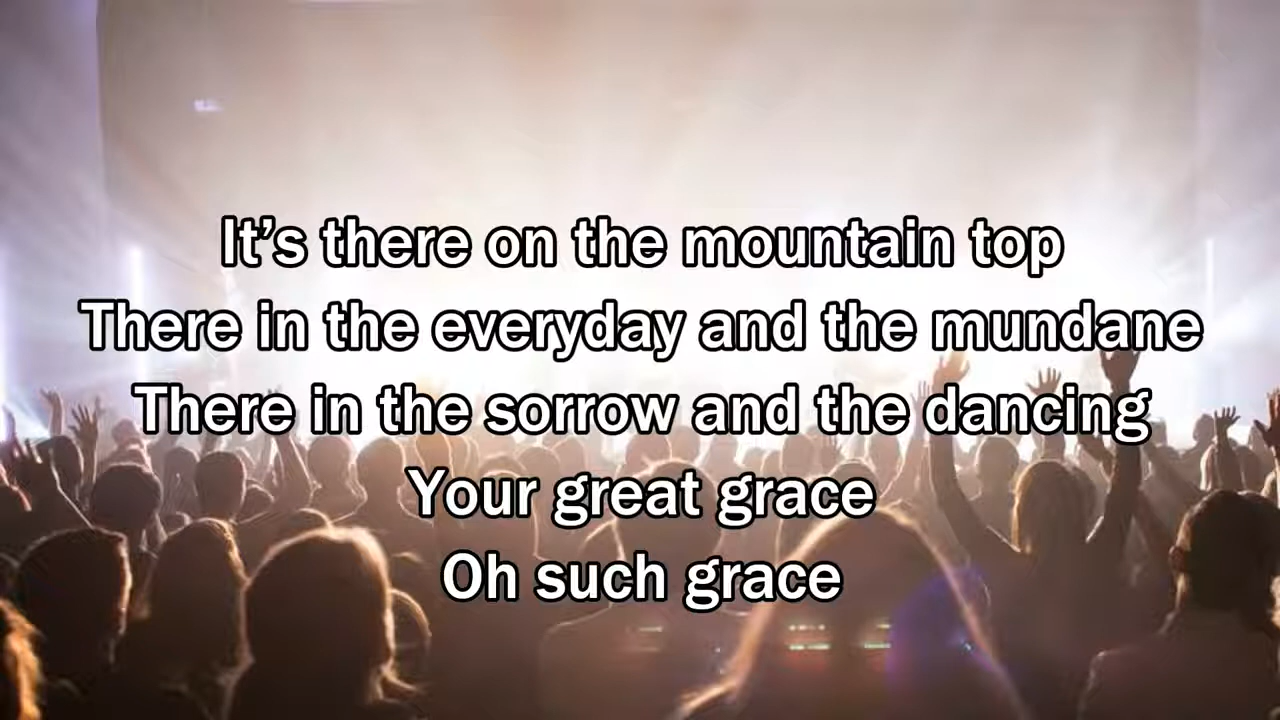 It’s there on the mountain top
There in the everyday and the mundane
There in the sorrow and the dancing
Your great grace
Oh such grace